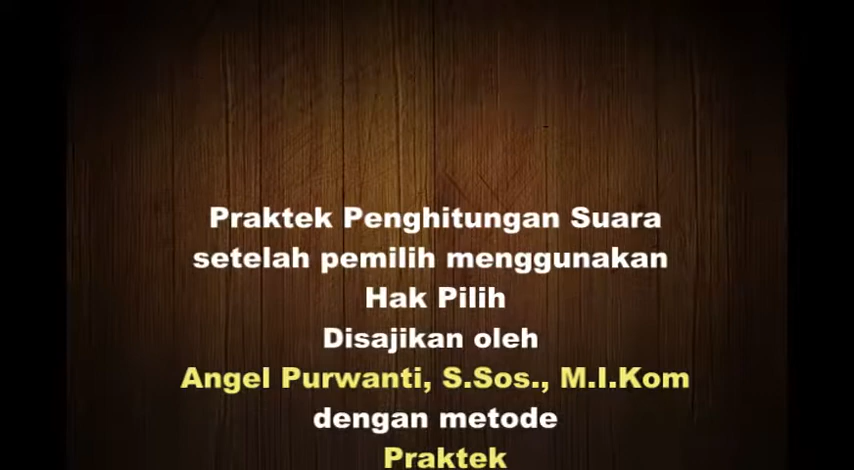 Praktek Penghitungan Suara
setelah pemilih menggunakan
Hak Pilih
Disajikan oleh
Angel Purwanti, S.Sos., M.I.Kom
dengan metode
Praktek